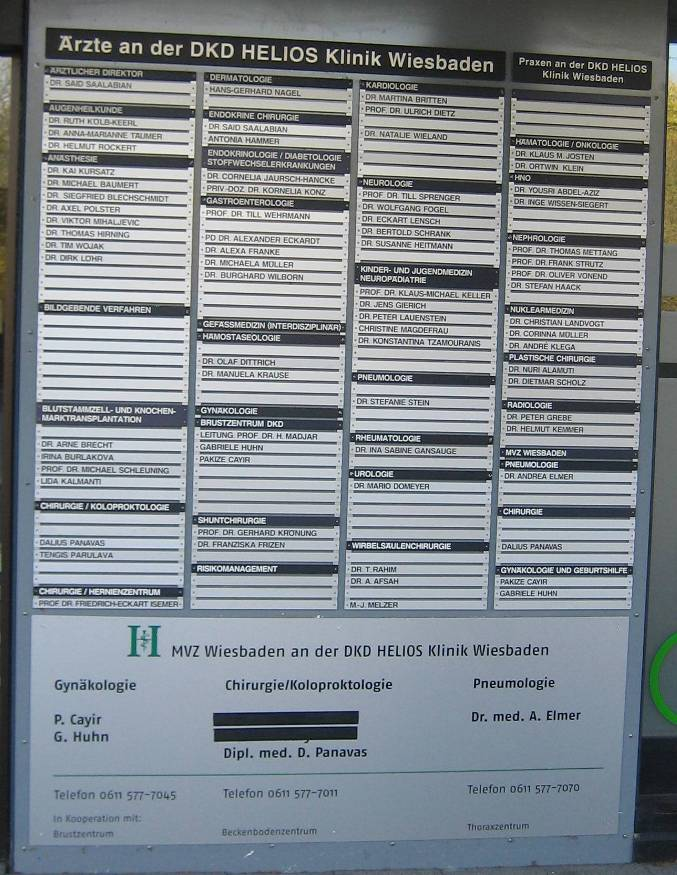 Ärzte an der DKD HELIOS Klinik Wiesbaden
ÄRZTLICHER DIREKTOR
DR. SAID SAALABIAN
AUGENHEILKUNDE
DR. RUTH KOLB-KEERL
DR. ANNA-MARIANNE TÄUMER
DR. HELMUT RÖCKERT
ANÄSTHESIE
DR. KAI KURSATZ
DR. MICHAEL BAUMERT
DR. SIEGFRIED BLECHSCHMIDT
DR. AXEL POLSTER
DR. VIKTOR MIHALJEVIC
DR. THOMAS HIRNING
DR. TIM WOJAK
DR. DIRK LÖHR
BILDGEBENDE VERFAHREN
BLUTSTAMMZELL- UND KNOCHEN-
MARKTRANSPLANTATION
DR. ARNE BRECHT
IRINA BURLAKOVA
PROF. DR. MICHAEL SCHLEUNING
LIDA KALMANTI
CHIRURGIE / KOLOPROKTOLOGIE
DALIUS PANAVAS
TENGIS PARULAVA
CHIRURGIE / HERNIENZENTRUM
PROF. DR. FRIEDRICH-ECKART ISEMER
DERMATOLOGIE
HANS-GERHARD NAGEL
ENDOKRINE CHIRURGIE
DR. SAID SAALABIAN
ANTONIA HAMMER
ENDOKRINOLOGIE / DIABETOLOGIE
STOFFWECHSELERKRANKUNGEN
DR. CORNELIA JAURSCH-HANCKE
PRIV.-DOZ. DR. KORNELIA KONZ
GASTROENTEROLOGIE
PROF. DR. TILL WEHRMANN
PD DR. ALEXANDER ECKARDT
DR. ALEXA FRANKE
DR. MICHAELA MÜLLER
DR. BURGHARD WILBORN
GEFÄSSMEDIZIN (INTERDISZIPLINÄR)
HÄMOSTASEOLOGIE
DR. OLAF DITTRICH
DR. MANUELA KRAUSE
GYNÄKOLOGIE
BRUSTZENTRUM DKD
LEITUNG: PROF. DR. H. MADJAR
GABRIELE HUHN
PAKIZE CAYIR
SHUNTCHIRURGIE
PROF. DR. GERHARD KRÖNUNG
DR. FRANZISKA FRIZEN
RISIKOMANAGEMENT
KARDIOLOGIE
DR. MARTINA BRITTEN
PROF. DR. ULRICH DIETZ
DR. NATALIE WIELAND
NEUROLOGIE
PROF. DR. TILL SPRENGER
DR. WOLFGANG FOGEL
DR. ECKART LENSCH
DR. BERTOLD SCHRANK
DR. SUSANNE HEITMANN
KINDER- UND JUGENDMEDIZIN
NEUROPÄDIATRIE
PROF. DR. KLAUS-MICHAEL KELLER
DR. JENS GIERICH
DR. PETER LAUENSTEIN
CHRISTINE MAGDEFRAU
DR. KONSTANTINA TZAMOURANIS
PNEUMOLOGIE
DR. STEFANIE STEIN
RHEUMATOLOGIE
DR. INA SABINE GANSAUGE
UROLOGIE
DR. MARIO DOMEYER
WIRBELSÄULENCHIRURGIE
DR. T. RAHIM
DR. A. AFSAH
M.-J. MELZER
Praxen an der DKD HELIOS
Klinik Wiesbaden
HÄMATOLOGIE / ONKOLOGIE
DR. KLAUS M. JOSTEN
DR. ORTWIN KLEIN
HNO
DR. YOUSRI ABDEL-AZIZ
DR. INGE WISSEN-SIEGERT
NEPHROLOGIE
PROF. DR. THOMAS METTANG
PROF. DR. FRANK STRUTZ
PROF. DR. OLIVER VONEND
DR. STEFAN HAACK
NUKLEARMEDIZIN
DR. CHRISTIAN LANDVOGT
DR. CORINNA MÜLLER
DR. ANDRÉ KLEGA
PLASTISCHE CHIRURGIE
DR. NURI ALAMUTI
DR. DIETMAR SCHOLZ
RADIOLOGIE
DR. PETER GREBE
DR. HELMUT KEMMER
MVZ WIESBADEN
PNEUMOLOGIE
DR. ANDREA ELMER
CHIRURGIE
DALIUS PANAVAS
GYNÄKOLOGIE UND GEBURTSHILFE
PAKIZE CAYIR
GABRIELE HUHN
H MVZ Wiesbaden an der DKD HELIOS Klinik Wiesbaden
Gynäkologie
P. Cayir
G. Huhn
Telefon 0611 577-7045
In Kooperation mit:
Brustzentrum
Chirurgie/Koloproktologie
Dipl. med. D. Panavas
Telefon 0611 577-7011
Beckenbodenzentrum
Pneumologie
Dr. med. A. Elmer
Telefon 0611 577-7070
Thoraxzentrum